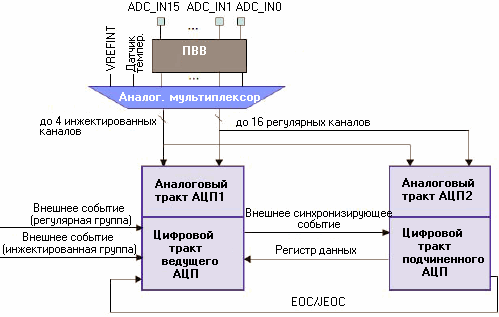 ADC_IN15 ADC_IN1 ADC_IN0
...
VREFINT
Датчик
темпер.
ПВВ
...
Аналог. мультиплексор
до 4 инжектированных
каналов
до 16 регулярных каналов
Аналоговый
тракт АЦП1
Аналоговый
тракт АЦП2
Внешнее событие
(регулярная группа)
Внешнее синхронизирующее
событие
Внешнее событие
(инжектированная группа)
Цифровой
тракт
ведущего
АЦП
Регистр данных
Цифровой
тракт
подчиненного
АЦП
EOC/JEOC